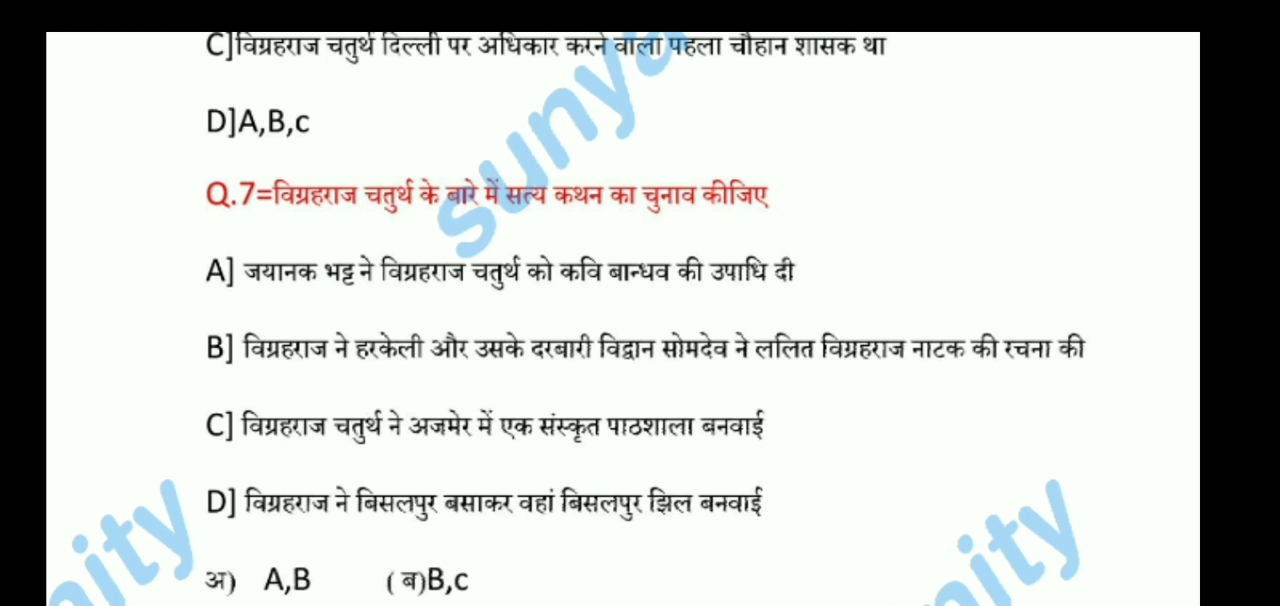 C]विग्रहराज चतुर्थ दिल्ली पर अधिकार करने वाला पहला चौहान शासक था
D]A,B,c
Q.7=विग्रहराज चतुर्थ के बारे में सत्य कथन का चुनाव कीजिए
A] जयानक भट्ट ने विग्रहराज चतुर्थ को कवि बान्धव की उपाधि दी
B] विग्रहराज ने हरकेली और उसके दरबारी विद्वान सोमदेव ने ललित विग्रहराज नाटक की रचना की
C] विग्रहराज चतुर्थ ने अजमेर में एक संस्कृत पाठशाला बनवाई
D] विग्रहराज ने बिसलपुर बसाकर वहां बिसलपुर झिल बनवाई
अ) A,B ( ब)B,c